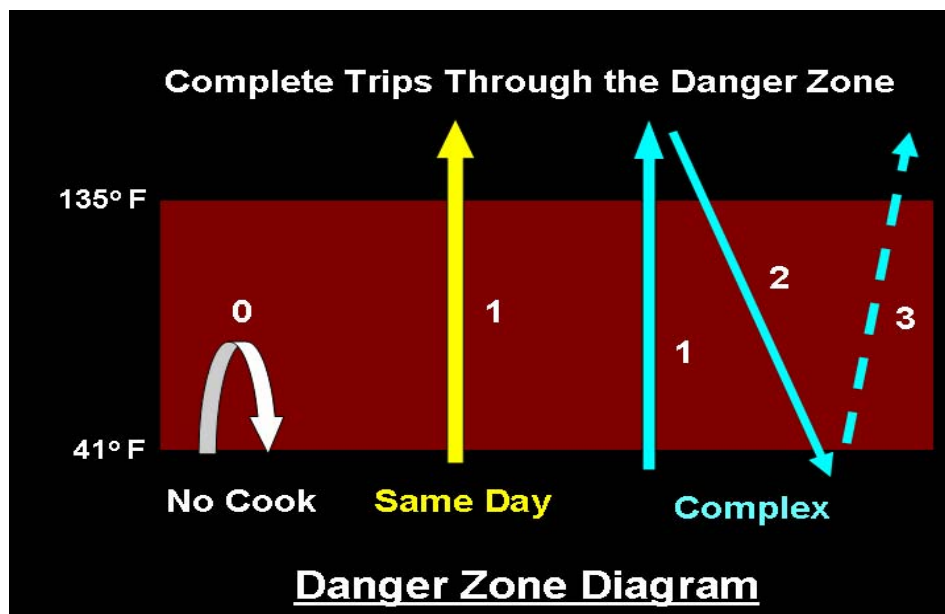 Complete Trips Through the Danger Zone
135° F
2
0
1
3
1
41° F
No Cook
Same Day
Complex
Danger Zone Diagram